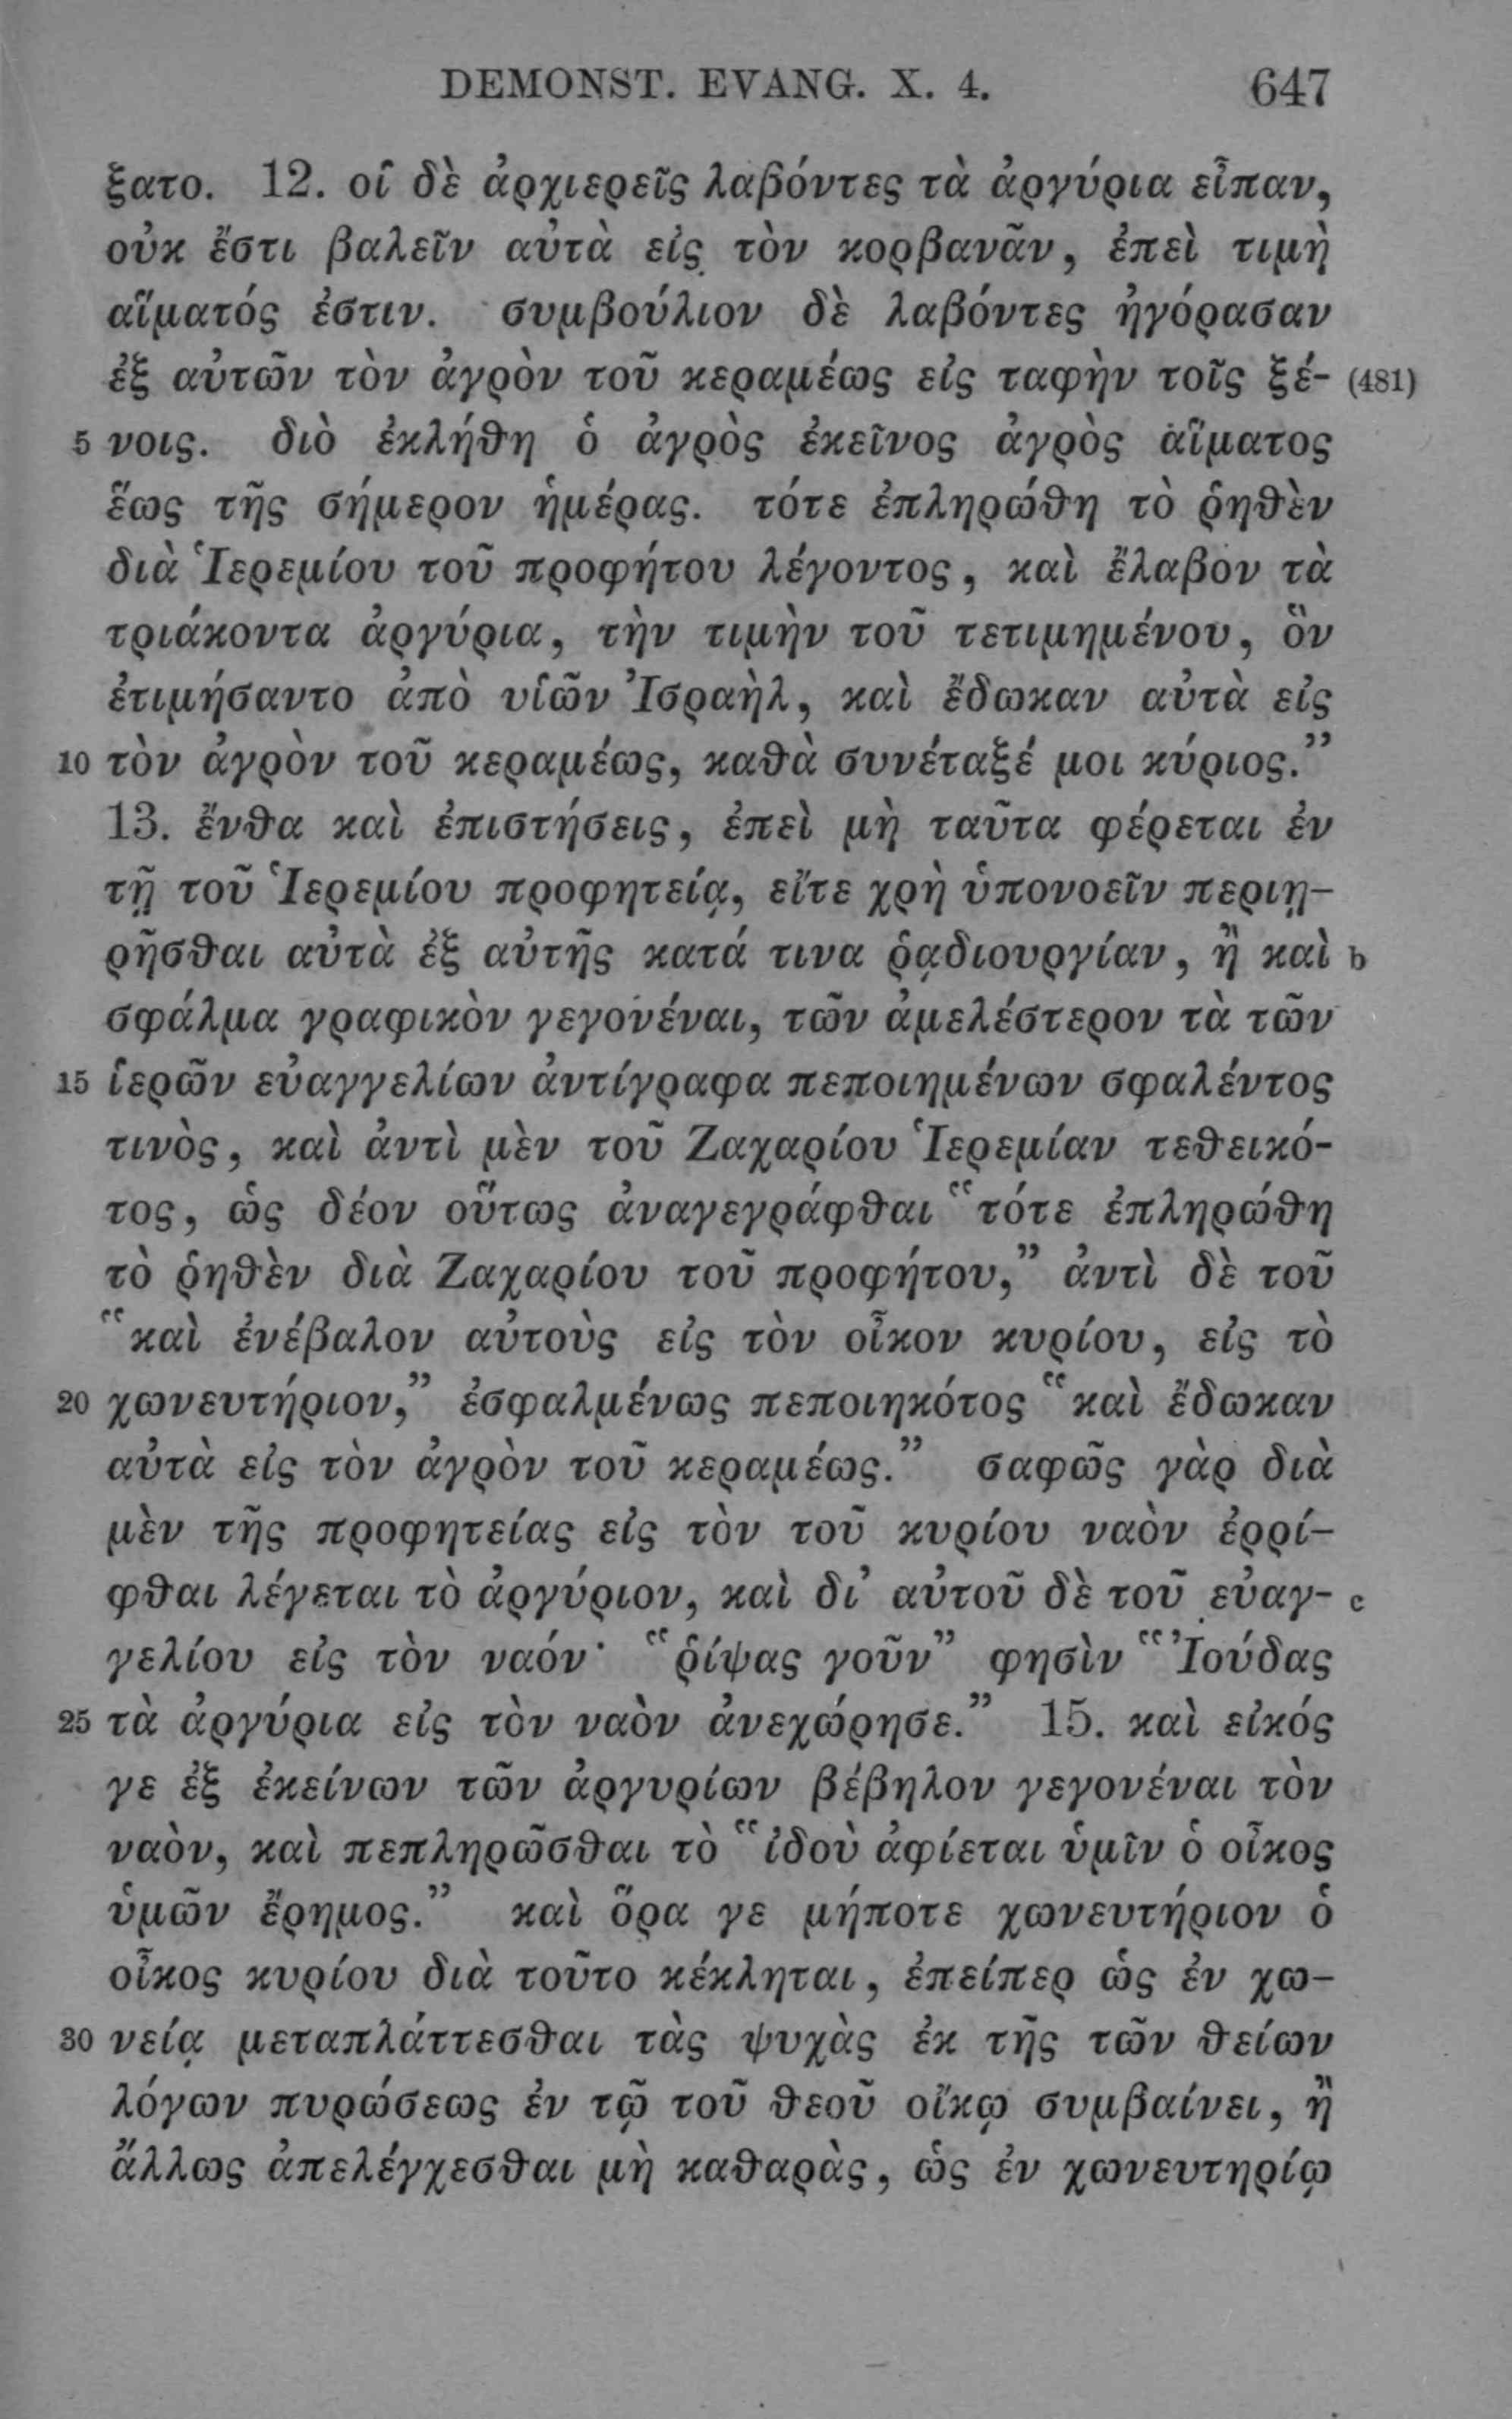 DEMONST. EVANG. X. 4. 647
ξατο. 12. οἱ δὲ ἀρχιερεῖς λαβόντες τὰ ἀργύρια εἶπαν,
οὐκ ἔστι βαλεῖν αὐτὰ εἰς τὸν κορβανᾶν, ἐπεὶ τιμὴ
αἵματός ἐστιν. συμβούλιον δὲ λαβόντες ἠγόρασαν
ἐξ αὐτῶν τὸν ἀγρὸν τοῦ κεραμέως εἰς ταφὴν τοῖς ξέ- (481)
5 νοις. διὸ ἐκλήθη ὁ ἀγρὸς ἐκεῖνος ἀγρὸς αἵματος
ἕως τῆς σήμερον ἡμέρας. τότε ἐπληρώθη τὸ ῥηθὲν
διὰ Ἱερεμίου τοῦ προφήτου λέγοντος, καὶ ἔλαβον τὰ
τριάκοντα ἀργύρια, τὴν τιμὴν τοῦ τετιμημένου, ὃν
ἐτιμήσαντο ἀπὸ υἱῶν Ἰσραὴλ, καὶ ἔδωκαν αὐτὰ εἰς
10 τὸν ἀγρὸν τοῦ κεραμέως, καθὰ συνέταξέ μοι κύριος.”
13. ἔνθα καὶ ἐπιστήσεις, ἐπεὶ μὴ ταῦτα φέρεται ἐν
τῇ τοῦ Ἱερεμίου προφητείᾳ, εἴτε χρὴ ὑπονοεῖν περιῃ-
ρῆσθαι αὐτὰ ἐξ αὐτῆς κατά τινα ῥᾳδιουργίαν, ἢ καὶ b
σφάλμα γραφικὸν γεγονέναι, τῶν ἀμελέστερον τὰ τῶν
15 ἱερῶν εὐαγγελίων ἀντίγραφα πεποιημένων σφαλέντος
τινὸς, καὶ ἀντὶ μὲν τοῦ Ζαχαρίου Ἱερεμίαν τεθεικό-
τος, ὡς δέον οὕτως ἀναγεγράφθαι “τότε ἐπληρώθη
τὸ ῥηθὲν διὰ Ζαχαρίου τοῦ προφήτου,” ἀντὶ δὲ τοῦ
“καὶ ἐνέβαλον αὐτοὺς εἰς τὸν οἶκον κυρίου, εἰς τὸ
20 χωνευτήριον,” ἐσφαλμένως πεποιηκότος “καὶ ἔδωκαν
αὐτὰ εἰς τὸν ἀγρὸν τοῦ κεραμέως.” σαφῶς γὰρ διὰ
μὲν τῆς προφητείας εἰς τὸν τοῦ κυρίου ναὸν ἐρρί-
φθαι λέγεται τὸ ἀργύριον, καὶ δι’ αὐτοῦ δὲ τοῦ εὐαγ- c
γελίου εἰς τὸν ναόν· “ῥίψας γοῦν” φησὶν “Ἰούδας
25 τὰ ἀργύρια εἰς τὸν ναὸν ἀνεχώρησε.” 15. καὶ εἰκός
γε ἐξ ἐκείνων τῶν ἀργυρίων βέβηλον γεγονέναι τὸν
ναὸν, καὶ πεπληρῶσθαι τὸ “ἰδοὺ ἀφίεται ὑμῖν ὁ οἶκος
ὑμῶν ἔρημος.” καὶ ὅρα γε μήποτε χωνευτήριον ὁ
οἶκος κυρίου διὰ τοῦτο κέκληται, ἐπείπερ ὡς ἐν χω-
30 νείᾳ μεταπλάττεσθαι τὰς ψυχὰς ἐκ τῆς τῶν θείων
λόγων πυρώσεως ἐν τῷ τοῦ θεοῦ οἴκῳ συμβαίνει, ἢ
ἄλλως ἀπελέγχεσθαι μὴ καθαρὰς, ὡς ἐν χωνευτηρίῳ